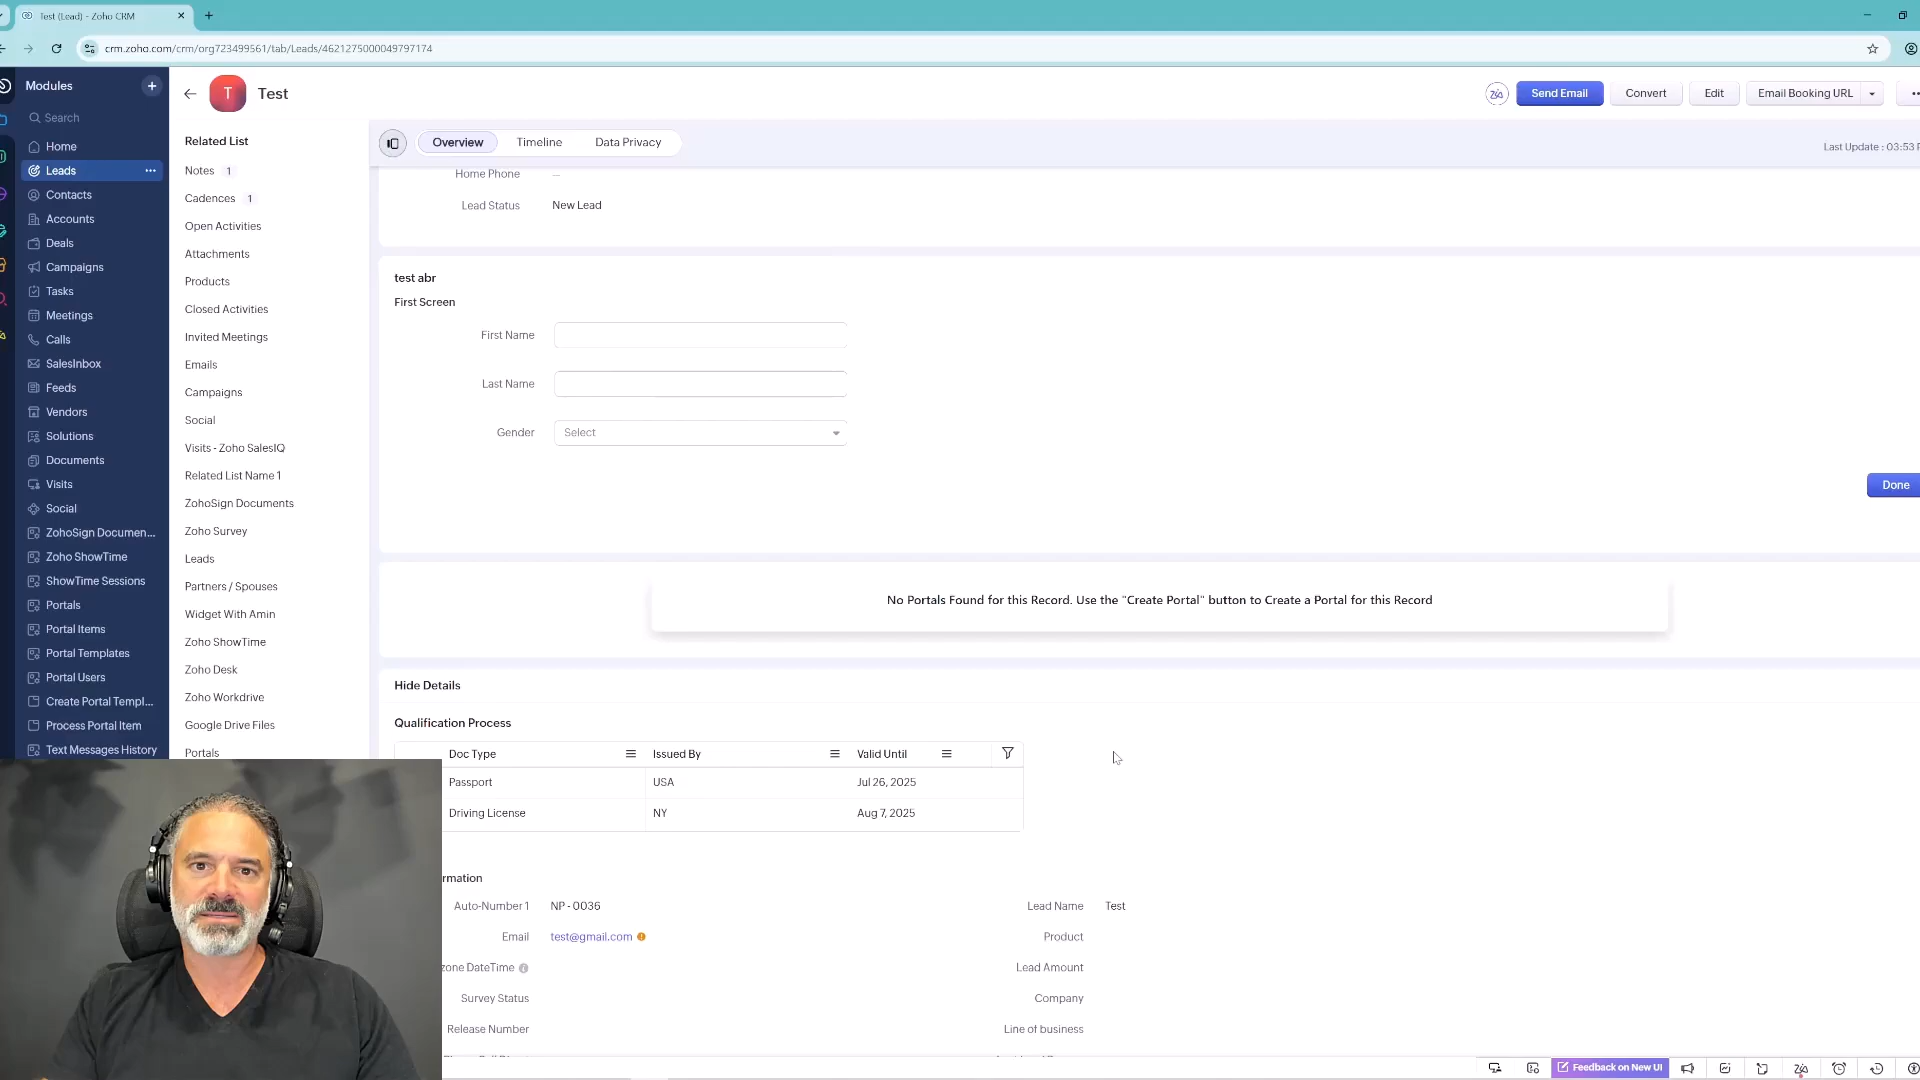 Test (Lead) - Zoho CRM
crm.zoho.com/crm/org723499561/tab/Leads/4621275000049797174
Modules
Search
Home
Leads
Contacts
Accounts
Deals
Campaigns
Tasks
Meetings
Calls
SalesInbox
Feeds
Vendors
Solutions
Documents
Visits
Social
ZohoSign Documen...
Zoho ShowTime
ShowTime Sessions
Portals
Portal Items
Portal Templates
Portal Users
Create Portal Templ...
Process Portal Item
Text Messages History
T
Test
Send Email
Convert
Edit
Email Booking URL
Related List
Notes 1
Cadences 1
Open Activities
Attachments
Products
Closed Activities
Invited Meetings
Emails
Campaigns
Social
Visits - Zoho SalesIQ
Related List Name 1
ZohoSign Documents
Zoho Survey
Leads
Partners / Spouses
Widget With Amin
Zoho ShowTime
Zoho Desk
Zoho Workdrive
Google Drive Files
Portals
Overview
Timeline
Data Privacy
Last Update : 03:53 P
Home Phone —
Lead Status New Lead
test abr
First Screen
First Name
Last Name
Gender Select
Done
No Portals Found for this Record. Use the "Create Portal" button to Create a Portal for this Record
Hide Details
Qualification Process
Doc Type Issued By Valid Until
Passport USA Jul 26, 2025
Driving License NY Aug 7, 2025
rmation
Auto-Number 1 NP - 0036 Lead Name Test
Email test@gmail.com Product
zone DateTime Lead Amount
Survey Status Company
Release Number Line of business
Feedback on New UI